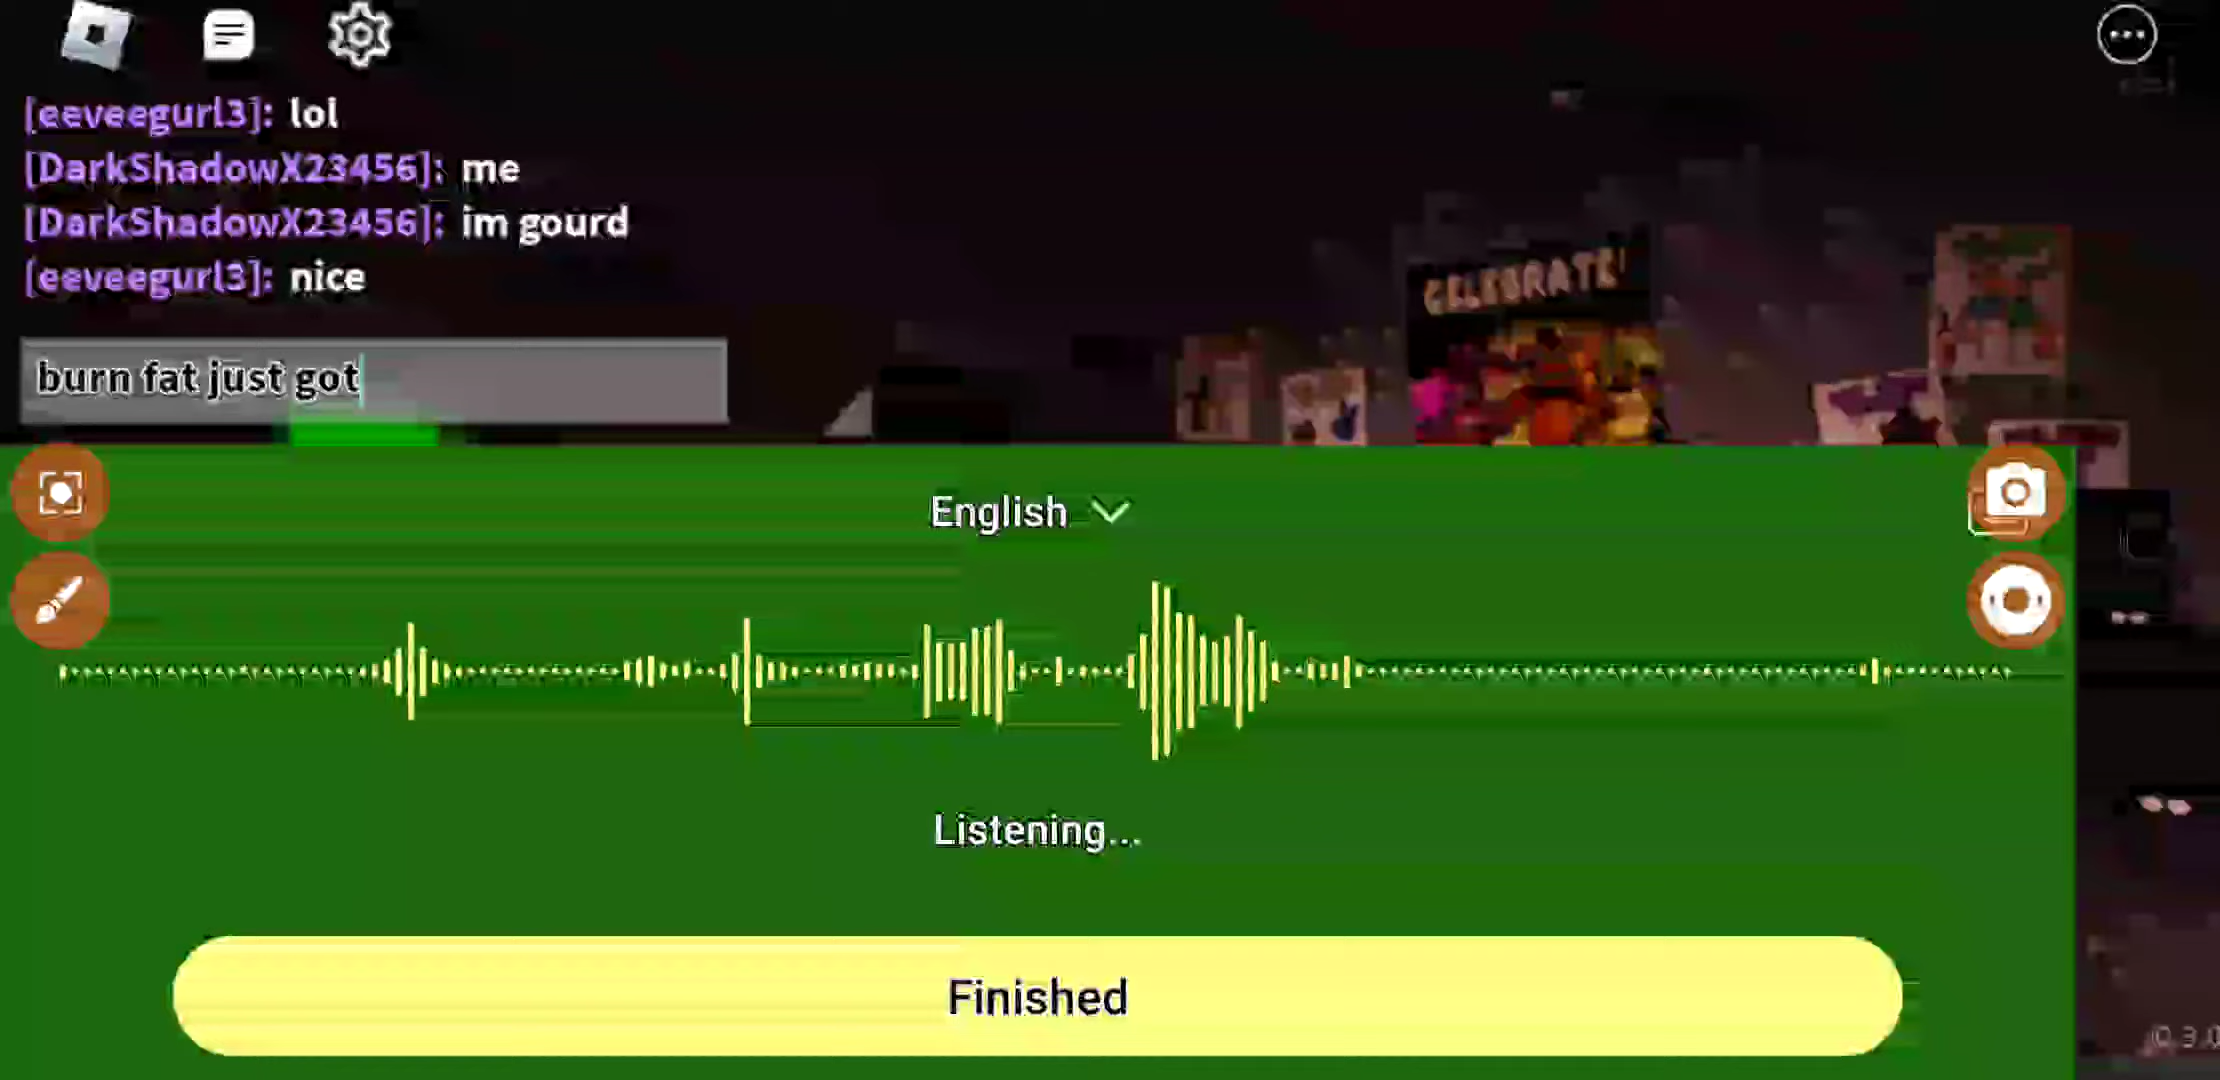 [eeveegurl3]: lol
[DarkShadowX23456]: me
[DarkShadowX23456]: im gourd
[eeveegurl3]: nice
CELEBRATE!
burn fat just got
English
Listening...
Finished